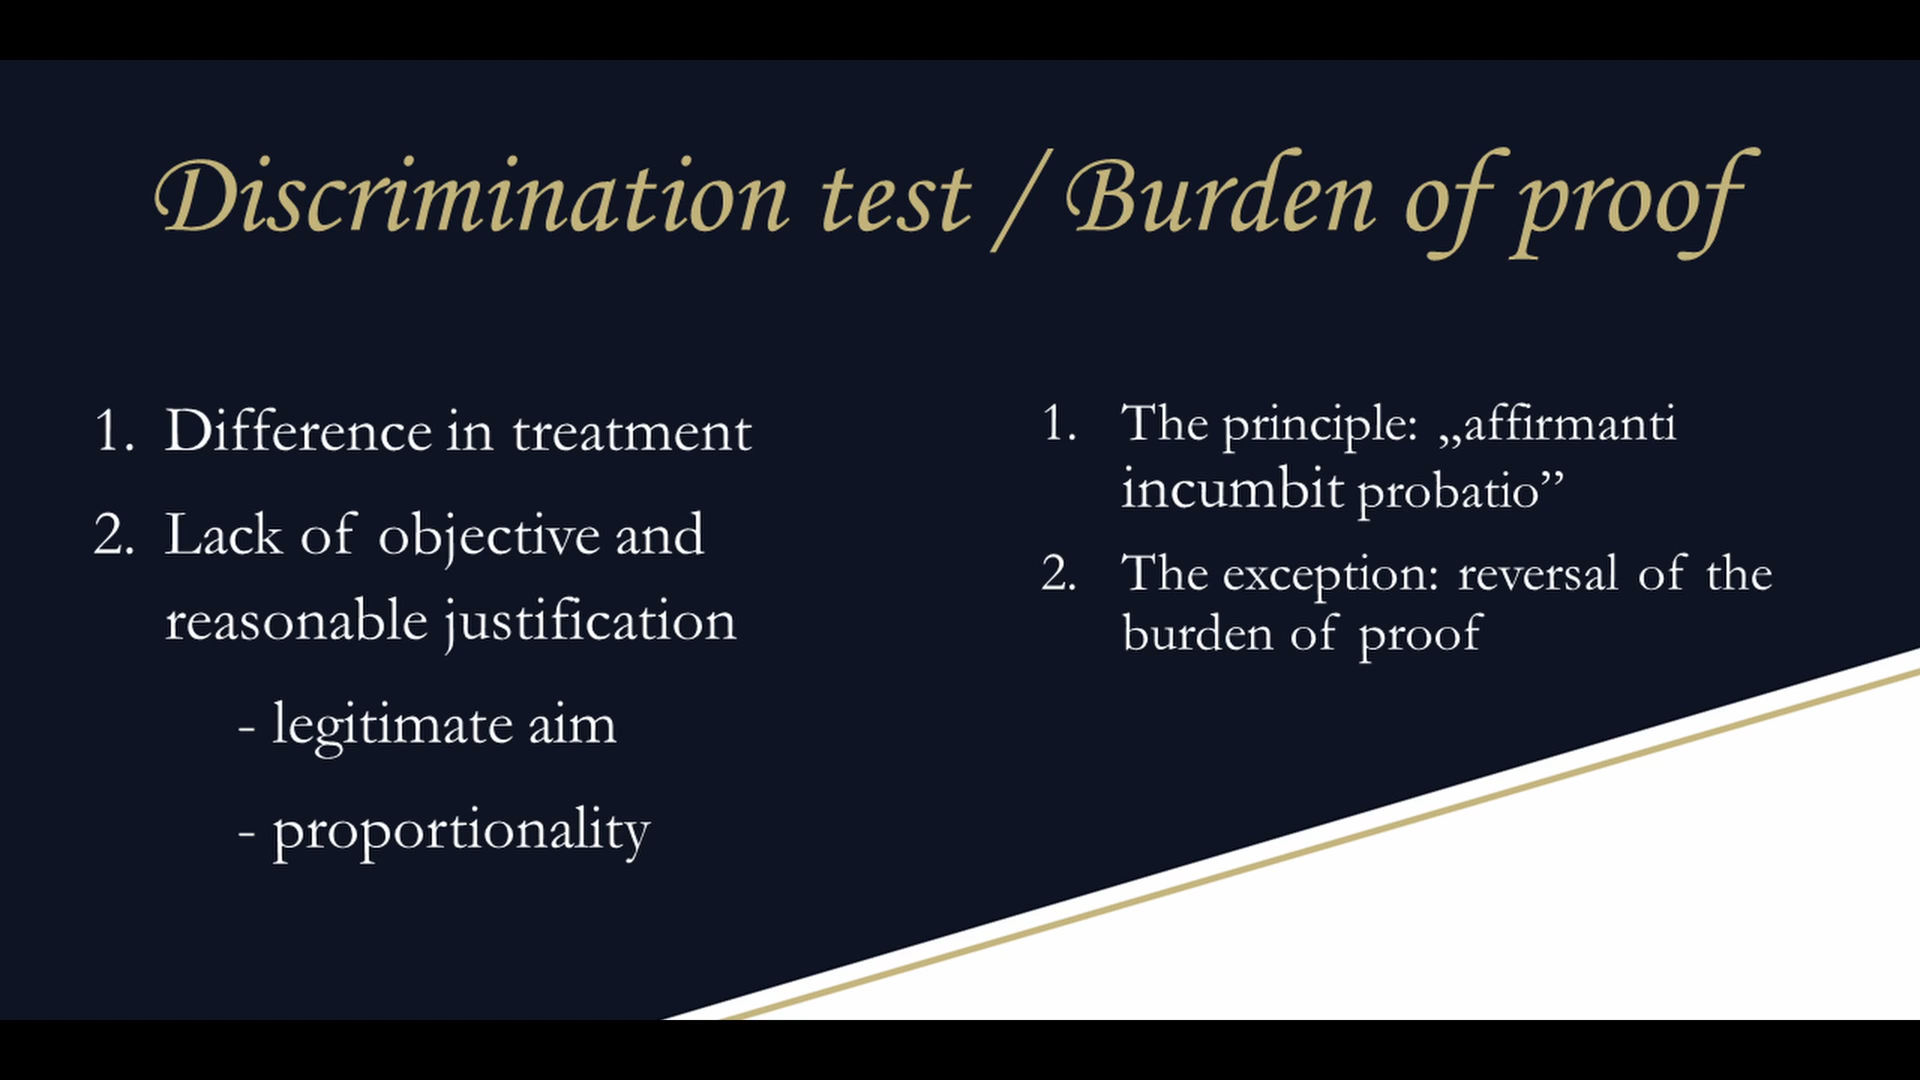 Discrimination test / Burden of proof
1. Difference in treatment
2. Lack of objective and
reasonable justification
- legitimate aim
- proportionality
1. The principle: „affirmanti
incumbit probatio”
2. The exception: reversal of the
burden of proof